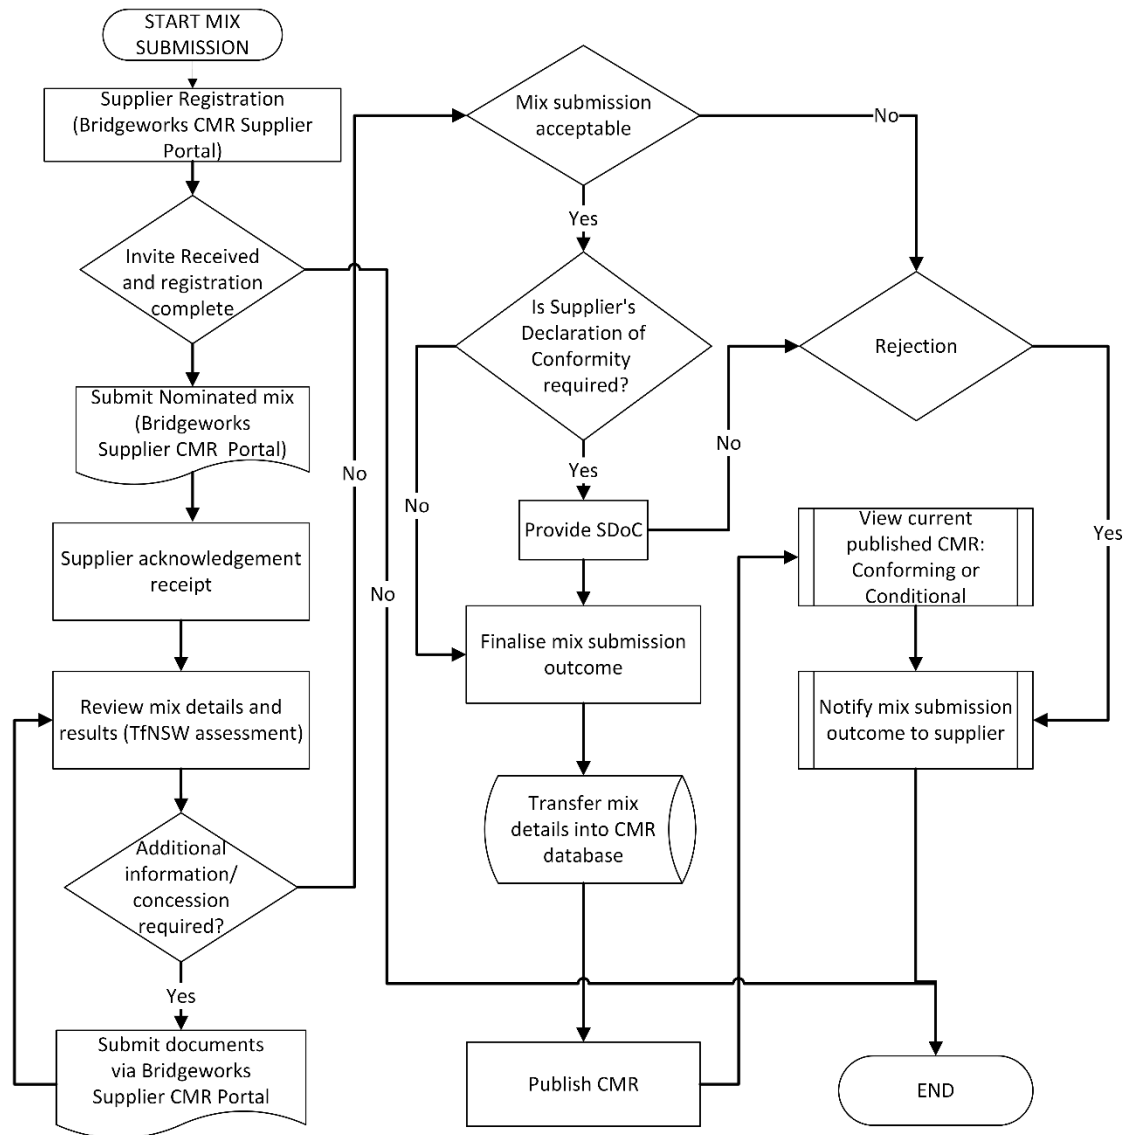 START MIX
SUBMISSION
Supplier Registration
(Bridgeworks CMR Supplier
Portal)
Invite Received
and registration
complete
Submit Nominated mix
(Bridgeworks
Supplier CMR Portal)
Supplier acknowledgement
receipt
Review mix details and
results (TfNSW assessment)
Additional
information/
concession
required?
Yes
Submit documents
via Bridgeworks
Supplier CMR Portal
No
No
Mix submission
acceptable
No
Yes
Is Supplier's
Declaration of
Conformity
required?
No
Yes
Provide SDoC
No
Finalise mix submission
outcome
Transfer mix
details into CMR
database
Publish CMR
Rejection
Yes
View current
published CMR:
Conforming or
Conditional
Notify mix submission
outcome to supplier
END